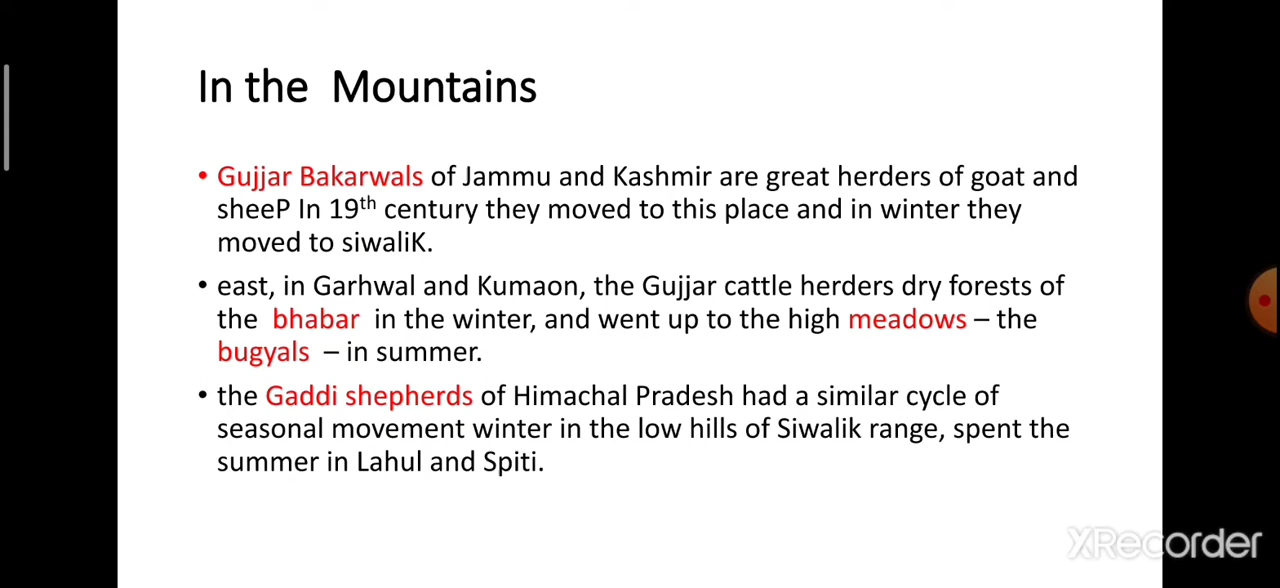 In the Mountains
• Gujjar Bakarwals of Jammu and Kashmir are great herders of goat and
sheeP In 19th century they moved to this place and in winter they
moved to siwaliK.
• east, in Garhwal and Kumaon, the Gujjar cattle herders dry forests of
the bhabar in the winter, and went up to the high meadows – the
bugyals – in summer.
• the Gaddi shepherds of Himachal Pradesh had a similar cycle of
seasonal movement winter in the low hills of Siwalik range, spent the
summer in Lahul and Spiti.
XRecorder